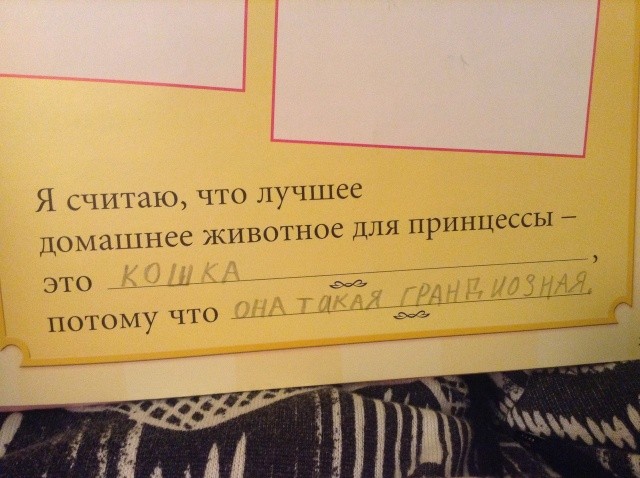 Я считаю, что лучшее
домашнее животное для принцессы –
это КОШКА,
потому что ОНА ТАКАЯ ГРАНДИОЗНАЯ.